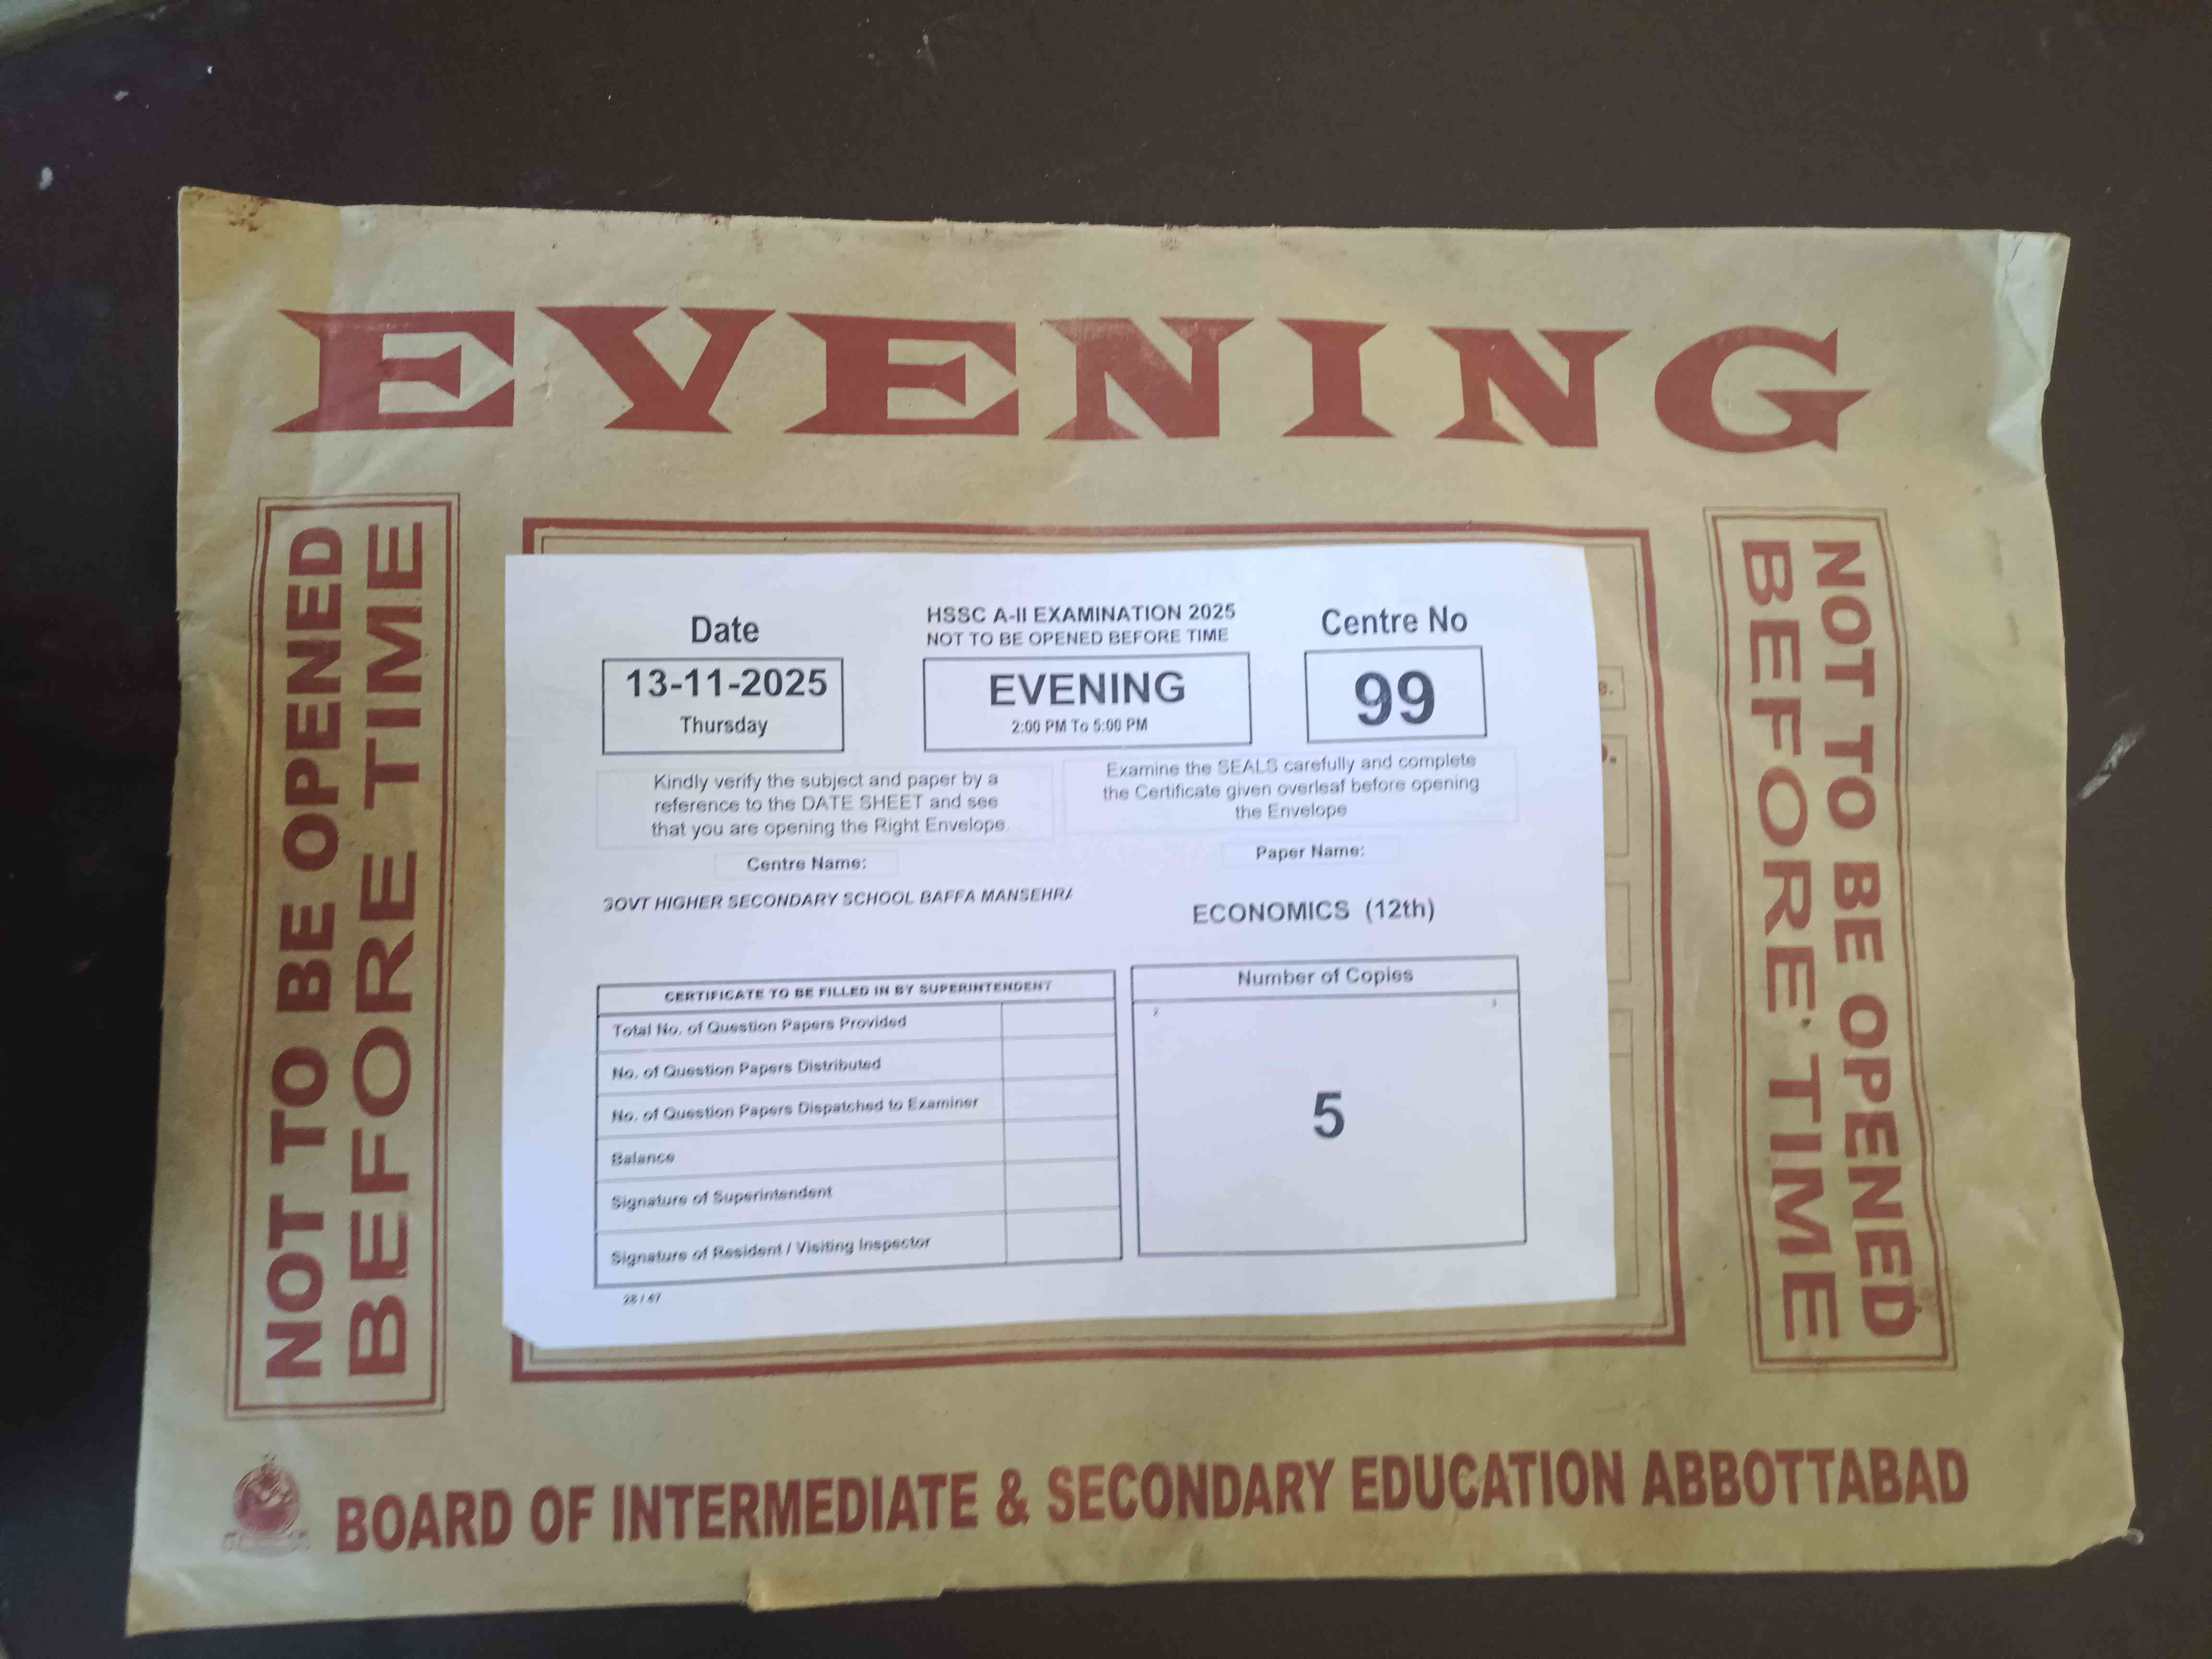 EVENING
NOT TO BE OPENED
BEFORE TIME
Date
13-11-2025
Thursday
HSSC A-II EXAMINATION 2025
NOT TO BE OPENED BEFORE TIME
EVENING
2:00 PM To 5:00 PM
Centre No
99
Kindly verify the subject and paper by a
reference to the DATE SHEET and see
that you are opening the Right Envelope.
Examine the SEALS carefully and complete
the Certificate given overleaf before opening
the Envelope
Centre Name:
GOVT HIGHER SECONDARY SCHOOL BAFFA MANSEHRA
Paper Name:
ECONOMICS (12th)
CERTIFICATE TO BE FILLED IN BY SUPERINTENDENT
Total No. of Question Papers Provided
No. of Question Papers Distributed
No. of Question Papers Dispatched to Examiner
Balance
Signature of Superintendent
Signature of Resident / Visiting Inspector
Number of Copies
2 3
5
28 / 67
NOT TO BE OPENED
BEFORE TIME
BOARD OF INTERMEDIATE & SECONDARY EDUCATION ABBOTTABAD